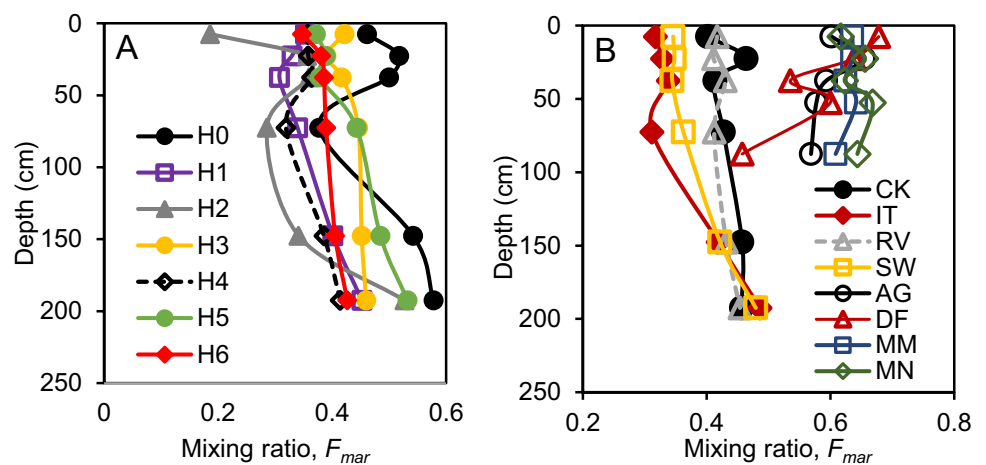 A
0
50
100
150
200
250
Depth (cm)
H0
H1
H2
H3
H4
H5
H6
0
0.2
0.4
0.6
Mixing ratio, F_mar
B
0
50
100
150
200
250
Depth (cm)
CK
IT
RV
SW
AG
DF
MM
MN
0.2
0.4
0.6
0.8
Mixing ratio, F_mar